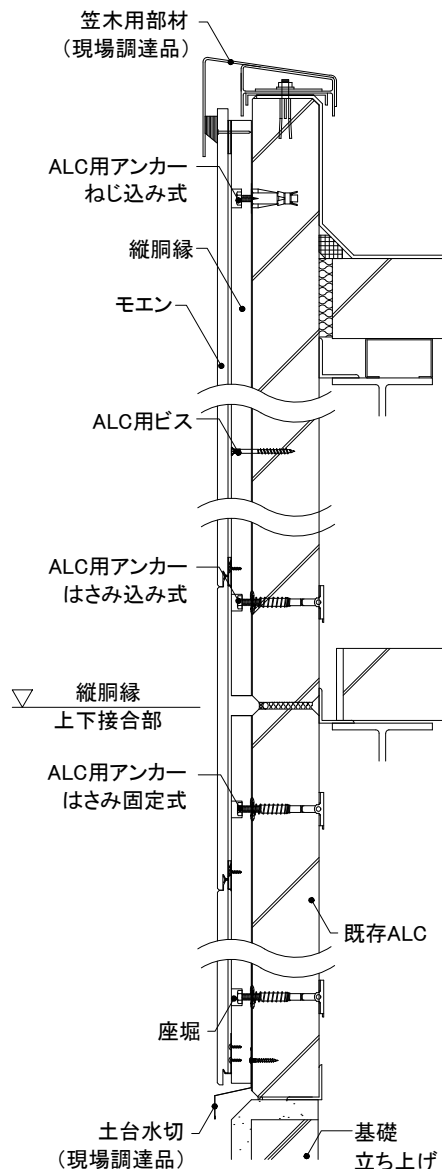 笠木用部材
（現場調達品）
ALC用アンカー
ねじ込み式
縦胴縁
モエン
ALC用ビス
ALC用アンカー
はさみ込み式
縦胴縁
上下接合部
ALC用アンカー
はさみ固定式
既存ALC
座堀
土台水切
（現場調達品）
基礎
立ち上げ